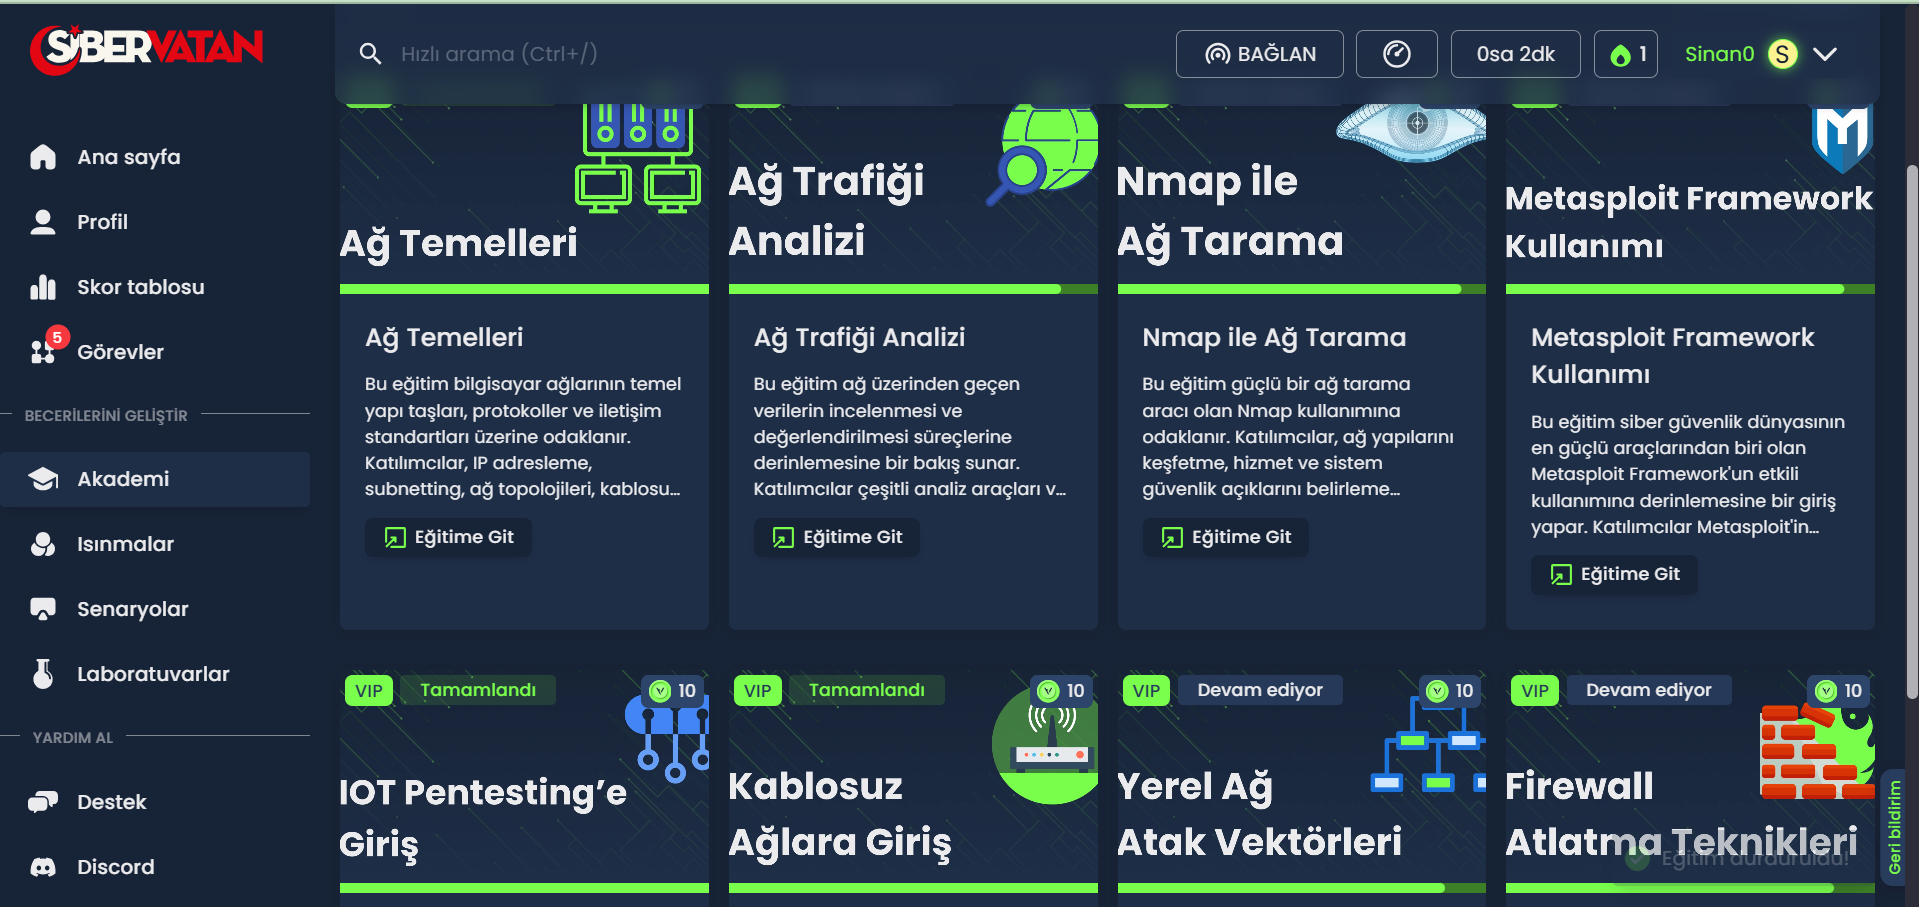 SİBERVATAN
Hızlı arama (Ctrl+/)
BAĞLAN
0sa 2dk
1
Sinan0
S
Ana sayfa
Profil
Skor tablosu
5
Görevler
BECERİLERİNİ GELİŞTİR
Akademi
Isınmalar
Senaryolar
Laboratuvarlar
YARDIM AL
Destek
Discord
Ağ Temelleri
Ağ Temelleri
Bu eğitim bilgisayar ağlarının temel
yapı taşları, protokoller ve iletişim
standartları üzerine odaklanır.
Katılımcılar, IP adresleme,
subnetting, ağ topolojileri, kablosu...
Eğitime Git
Ağ Trafiği
Analizi
Ağ Trafiği Analizi
Bu eğitim ağ üzerinden geçen
verilerin incelenmesi ve
değerlendirilmesi süreçlerine
derinlemesine bir bakış sunar.
Katılımcılar çeşitli analiz araçları v...
Eğitime Git
Nmap ile
Ağ Tarama
Nmap ile Ağ Tarama
Bu eğitim güçlü bir ağ tarama
aracı olan Nmap kullanımına
odaklanır. Katılımcılar, ağ yapılarını
keşfetme, hizmet ve sistem
güvenlik açıklarını belirleme...
Eğitime Git
M
Metasploit Framework
Kullanımı
Metasploit Framework
Kullanımı
Bu eğitim siber güvenlik dünyasının
en güçlü araçlarından biri olan
Metasploit Framework'un etkili
kullanımına derinlemesine bir giriş
yapar. Katılımcılar Metasploit'in...
Eğitime Git
VIP
Tamamlandı
10
IOT Pentesting’e
Giriş
VIP
Tamamlandı
10
Kablosuz
Ağlara Giriş
VIP
Devam ediyor
10
Yerel Ağ
Atak Vektörleri
VIP
Devam ediyor
10
Firewall
Atlatma Teknikleri
Eğitim durduruldu!
Geri bildirim